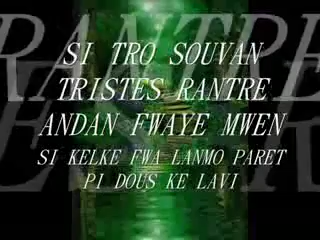 SI TRO SOUVAN
TRISTES RANTRE
ANDAN FWAYE MWEN
SI KELKE FWA LANMO PARET
PI DOUS KE LAVI